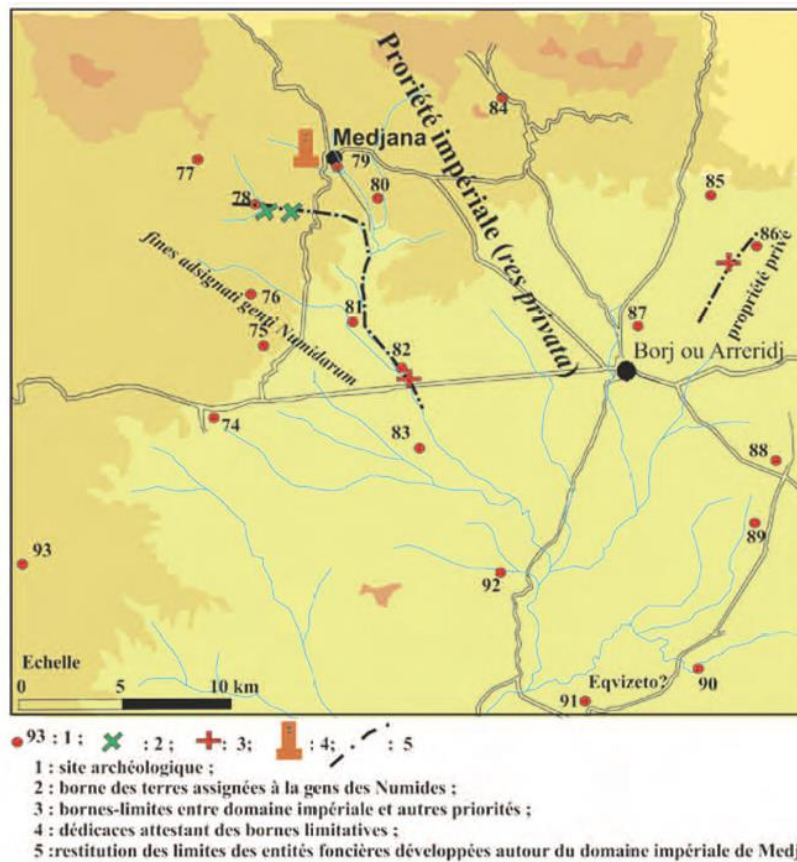 84
Proriété impériale (res privata)
Medjana
77
79
80
85
78
86
propriété prive
fines adsignati genti Numidarum
76
81
87
75
82
Borj ou Arreridj
74
83
88
89
93
92
Echelle
0 5 10 km
Eqvizeto?
90
91
93 : 1 ; : 2 ; : 3; : 4; : 5
1 : site archéologique ;
2 : borne des terres assignées à la gens des Numides ;
3 : bornes-limites entre domaine impériale et autres priorités ;
4 : dédicaces attestant des bornes limitatives ;
5 :restitution des limites des entités foncières développées autour du domaine impériale de Medj